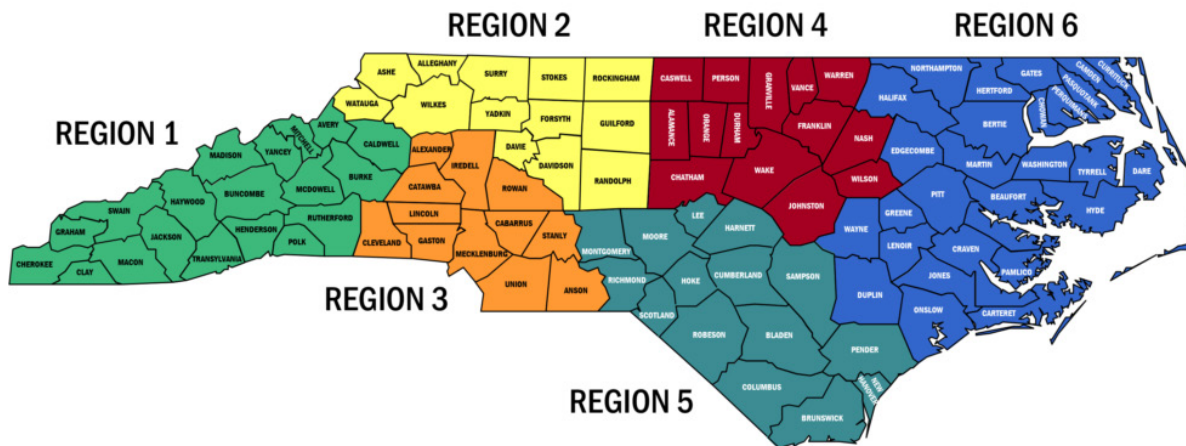 REGION 2
REGION 4
REGION 6
REGION 1
REGION 3
REGION 5
ASHE
ALLEGHANY
SURRY
STOKES
ROCKINGHAM
WATAUGA
WILKES
YADKIN
FORSYTH
GUILFORD
DAVIE
DAVIDSON
RANDOLPH
CASWELL
PERSON
GRANVILLE
VANCE
WARREN
ALAMANCE
ORANGE
DURHAM
FRANKLIN
NASH
CHATHAM
WAKE
WILSON
JOHNSTON
NORTHAMPTON
GATES
CAMDEN
CURRITUCK
PASQUOTANK
PERQUIMANS
HERTFORD
CHOWAN
HALIFAX
BERTIE
EDGECOMBE
MARTIN
WASHINGTON
TYRRELL
DARE
PITT
BEAUFORT
HYDE
GREENE
WAYNE
LENOIR
CRAVEN
PAMLICO
JONES
DUPLIN
ONSLOW
CARTERET
AVERY
MITCHELL
CALDWELL
YANCEY
MADISON
BURKE
MCDOWELL
BUNCOMBE
HAYWOOD
SWAIN
RUTHERFORD
GRAHAM
JACKSON
HENDERSON
POLK
CHEROKEE
MACON
TRANSYLVANIA
CLAY
ALEXANDER
IREDELL
CATAWBA
ROWAN
LINCOLN
CLEVELAND
GASTON
CABARRUS
STANLY
MECKLENBURG
UNION
ANSON
LEE
MONTGOMERY
MOORE
HARNETT
RICHMOND
HOKE
CUMBERLAND
SAMPSON
SCOTLAND
ROBESON
BLADEN
PENDER
COLUMBUS
NEW
HANOVER
BRUNSWICK